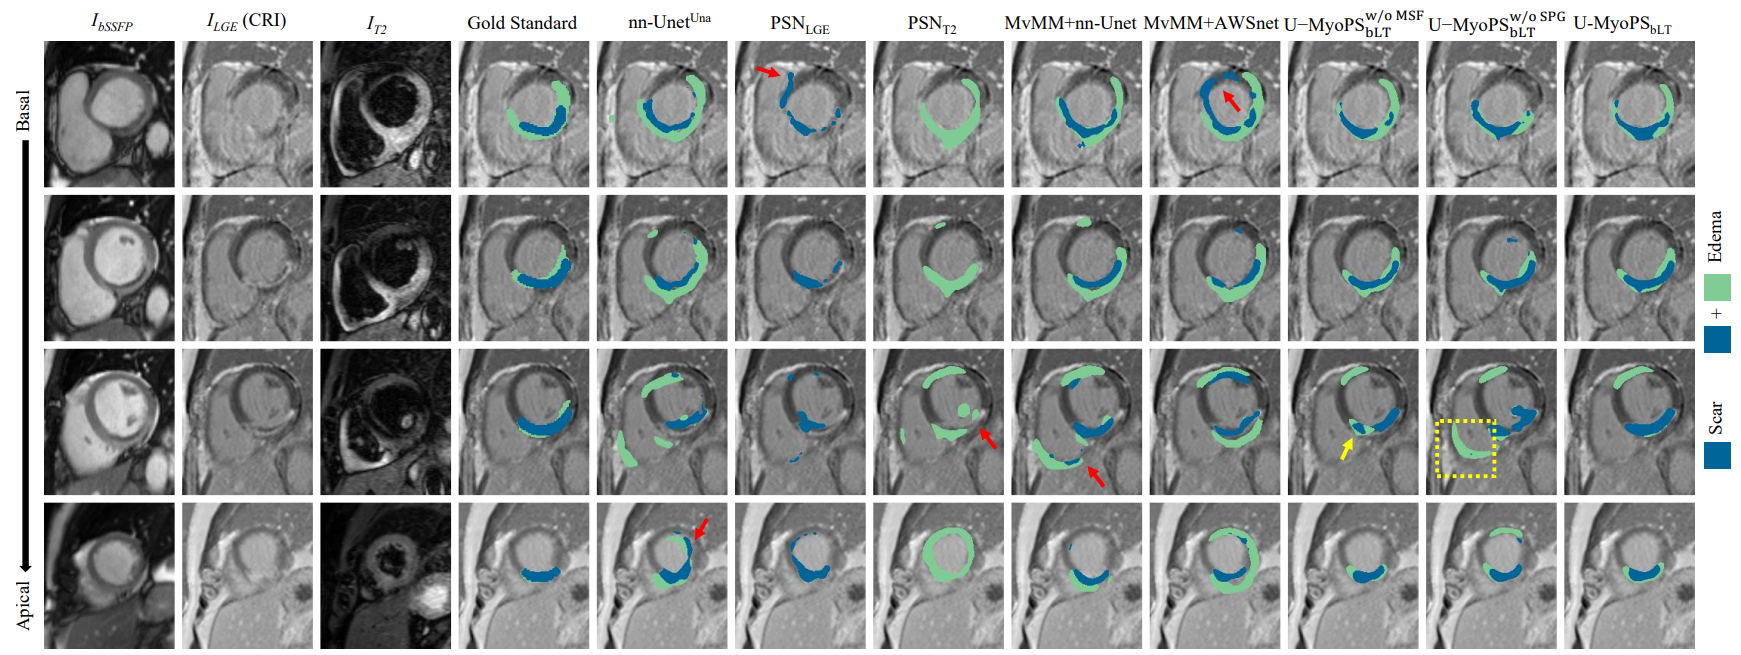 I_bSSFP I_LGE (CRI) I_T2 Gold Standard nn-Unet^Una PSN_LGE PSN_T2 MvMM+nn-Unet MvMM+AWSnet U−MyoPS_bLT^w/o MSF U−MyoPS_bLT^w/o SPG U-MyoPS_bLT
Basal
Apical
Edema
+
Scar